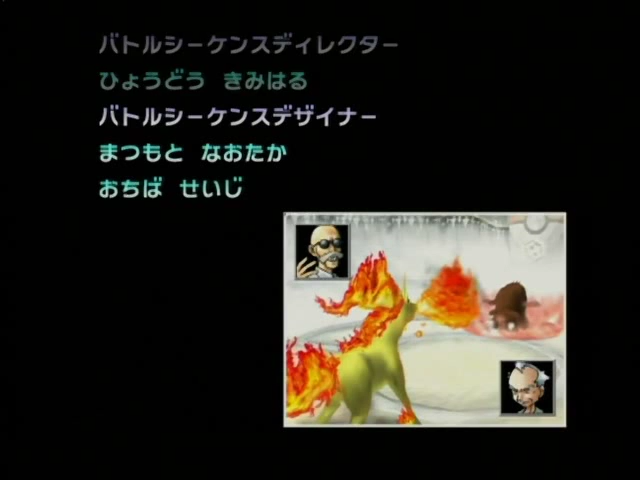 バトルシーケンスディレクター
ひょうどう きみはる
バトルシーケンスデザイナー
まつもと なおたか
おちば せいじ